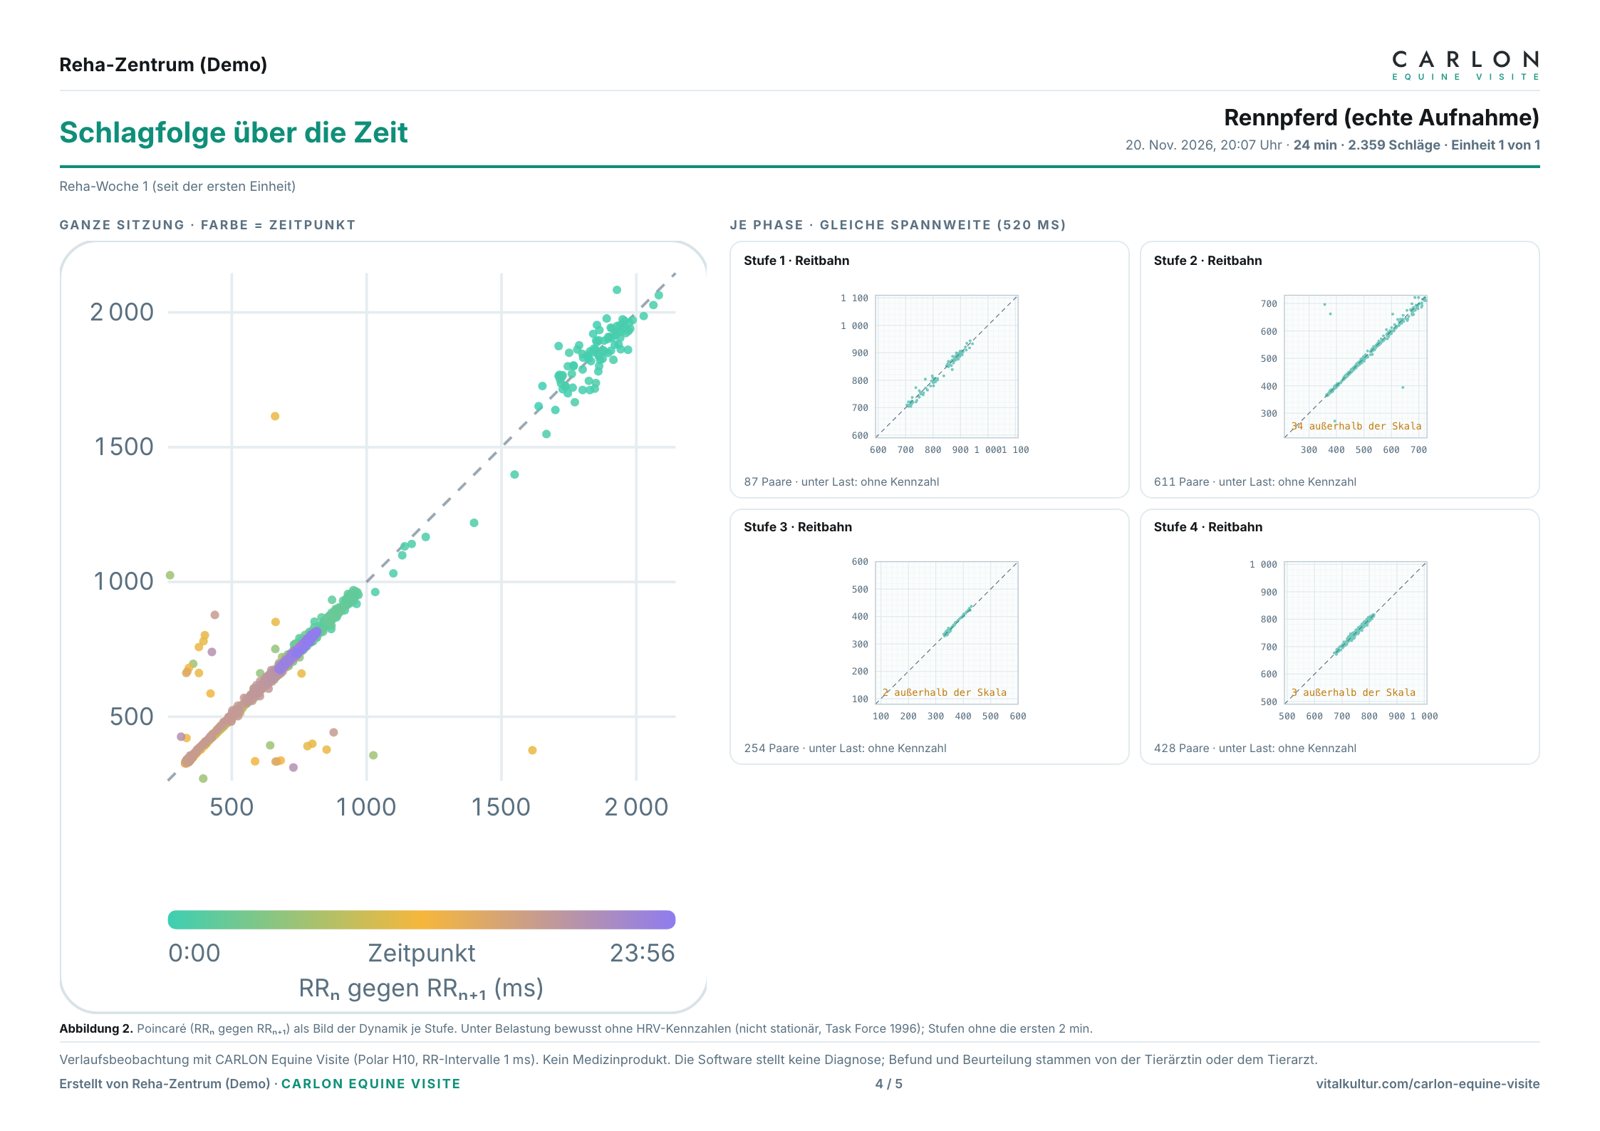 Reha-Zentrum (Demo)
CARLON
EQUINE VISITE
Schlagfolge über die Zeit
Rennpferd (echte Aufnahme)
20. Nov. 2026, 20:07 Uhr · 24 min · 2.359 Schläge · Einheit 1 von 1
Reha-Woche 1 (seit der ersten Einheit)
GANZE SITZUNG · FARBE = ZEITPUNKT
2 000
1 500
1 000
500
500 1 000 1 500 2 000
0:00 Zeitpunkt 23:56
RRₙ gegen RRₙ₊₁ (ms)
JE PHASE · GLEICHE SPANNWEITE (520 MS)
Stufe 1 · Reitbahn
1 100
1 000
900
800
700
600
600 700 800 900 1 000 1 100
87 Paare · unter Last: ohne Kennzahl
Stufe 2 · Reitbahn
700
600
500
400
300
34 außerhalb der Skala
300 400 500 600 700
611 Paare · unter Last: ohne Kennzahl
Stufe 3 · Reitbahn
600
500
400
300
200
100
2 außerhalb der Skala
100 200 300 400 500 600
254 Paare · unter Last: ohne Kennzahl
Stufe 4 · Reitbahn
1 000
900
800
700
600
500
3 außerhalb der Skala
500 600 700 800 900 1 000
428 Paare · unter Last: ohne Kennzahl
Abbildung 2. Poincaré (RRₙ gegen RRₙ₊₁) als Bild der Dynamik je Stufe. Unter Belastung bewusst ohne HRV-Kennzahlen (nicht stationär, Task Force 1996); Stufen ohne die ersten 2 min.
Verlaufsbeobachtung mit CARLON Equine Visite (Polar H10, RR-Intervalle 1 ms). Kein Medizinprodukt. Die Software stellt keine Diagnose; Befund und Beurteilung stammen von der Tierärztin oder dem Tierarzt.
Erstellt von Reha-Zentrum (Demo) · CARLON EQUINE VISITE
4 / 5
vitalkultur.com/carlon-equine-visite